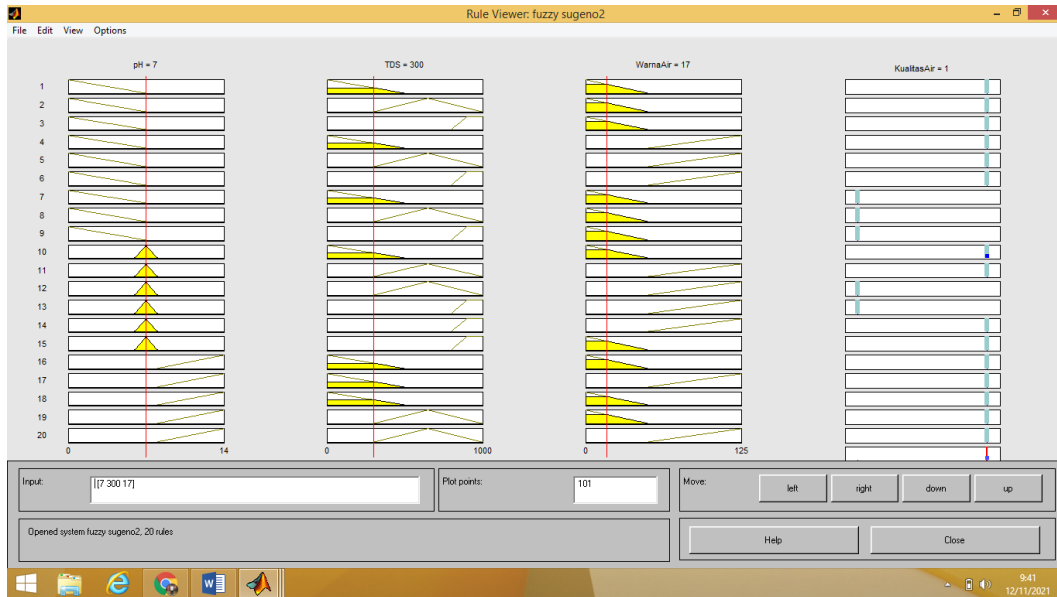 Rule Viewer: fuzzy sugeno2
File Edit View Options
pH = 7
TDS = 300
WarnaAir = 17
KualitasAir = 1
1
2
3
4
5
6
7
8
9
10
11
12
13
14
15
16
17
18
19
20
0 14
0 1000
0 125
Input: [7 300 17]
Plot points: 101
Move: left right down up
Opened system fuzzy sugeno2, 20 rules
Help Close
9:41
12/11/2021